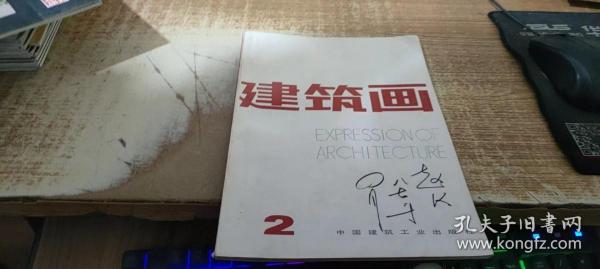 建筑画
EXPRESSION OF
ARCHITECTURE
2
中国建筑工业出版
孔夫子旧书网
www.kongfz.com